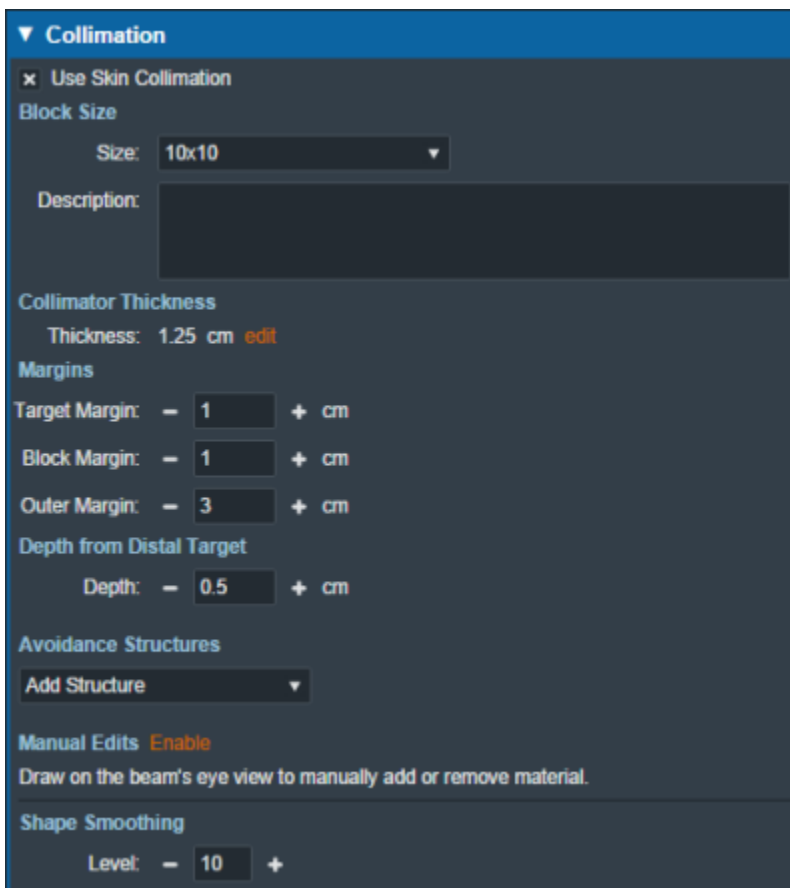 Collimation
Use Skin Collimation
Block Size
Size: 10x10
Description:
Collimator Thickness
Thickness: 1.25 cm edit
Margins
Target Margin: − 1 + cm
Block Margin: − 1 + cm
Outer Margin: − 3 + cm
Depth from Distal Target
Depth: − 0.5 + cm
Avoidance Structures
Add Structure
Manual Edits Enable
Draw on the beam's eye view to manually add or remove material.
Shape Smoothing
Level: − 10 +